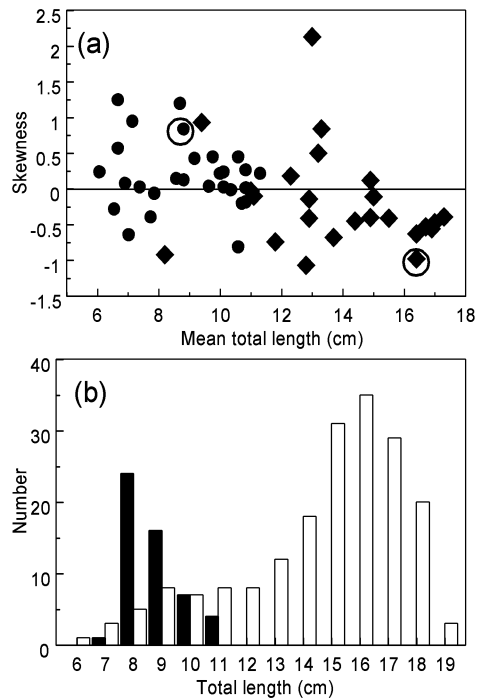 (a)
Skewness
2.5
2
1.5
1
0.5
0
-0.5
-1
-1.5
6 8 10 12 14 16 18
Mean total length (cm)
(b)
Number
40
30
20
10
0
6 7 8 9 10 11 12 13 14 15 16 17 18 19
Total length (cm)